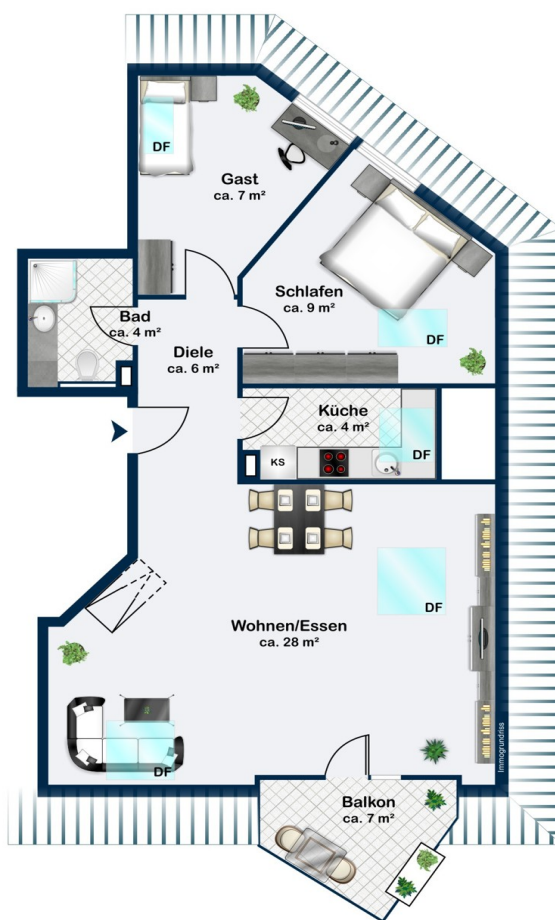 DF
Gast
ca. 7 m²
Schlafen
ca. 9 m²
DF
Bad
ca. 4 m²
Diele
ca. 6 m²
Küche
ca. 4 m²
KS
DF
DF
Wohnen/Essen
ca. 28 m²
DF
Immogrundriss
Balkon
ca. 7 m²